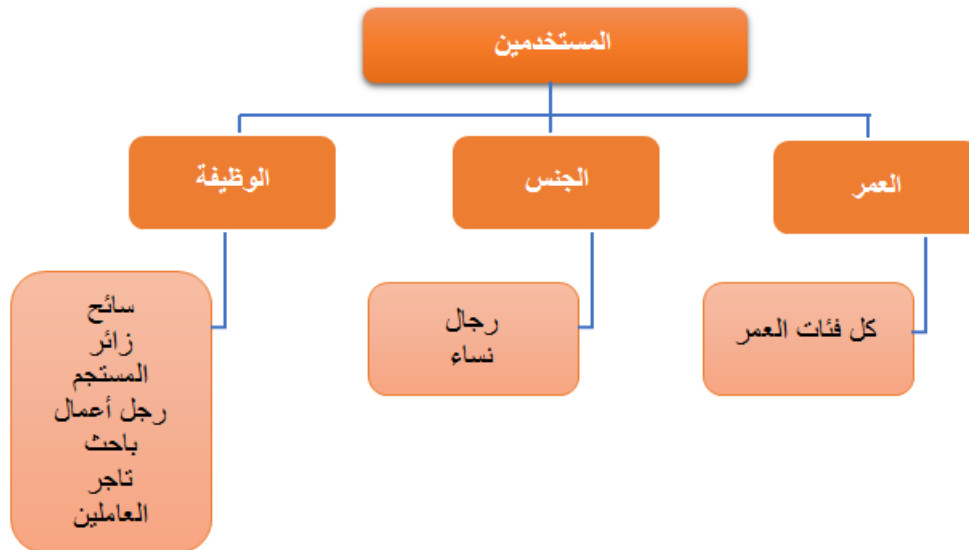 المستخدمين
العمر
الجنس
الوظيفة
كل فئات العمر
رجال
نساء
سائح
زائر
المستجم
رجل أعمال
باحث
تاجر
العاملين